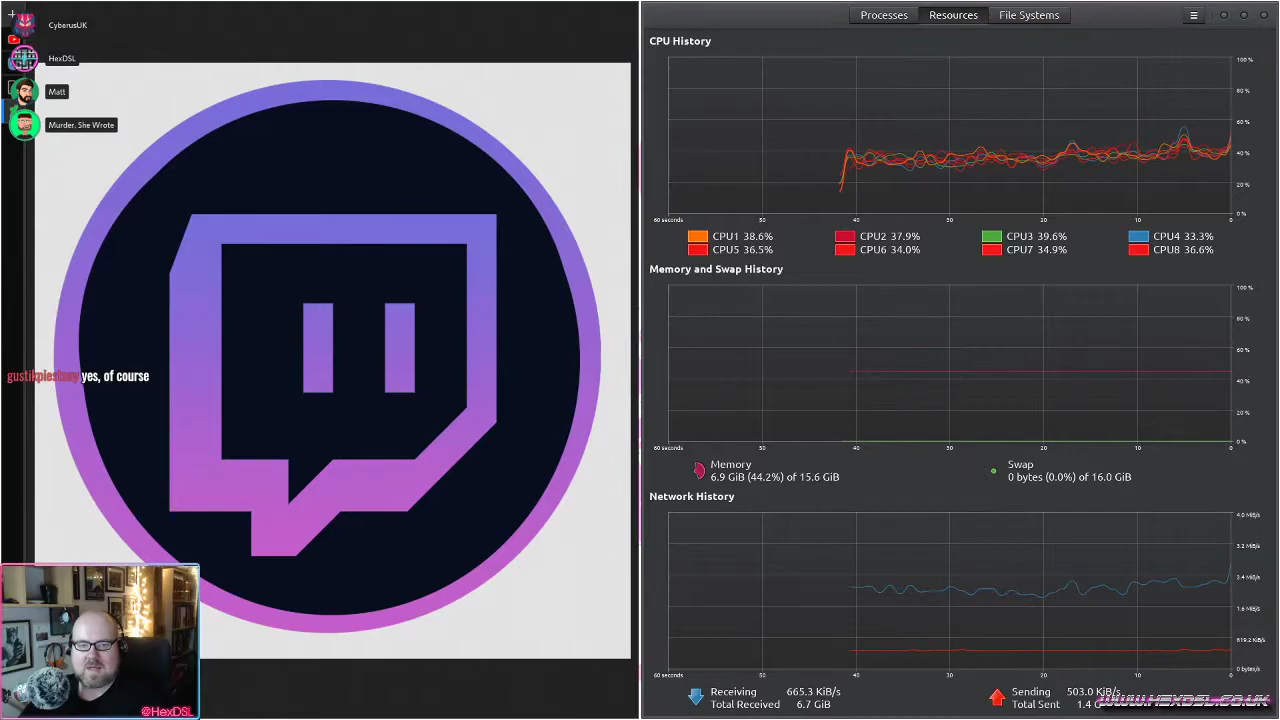 CyberusUK
HexDSL
Matt
Murder, She Wrote
yes, of course
@HexDSL
Processes
Resources
File Systems
CPU History
100 %
80 %
60 %
40 %
20 %
0 %
60 seconds
50
40
30
20
10
0
CPU1 38.6%
CPU2 37.9%
CPU3 39.6%
CPU4 33.3%
CPU5 36.5%
CPU6 34.0%
CPU7 34.9%
CPU8 36.6%
Memory and Swap History
100 %
80 %
60 %
40 %
20 %
0 %
60 seconds
50
40
30
20
10
0
Memory
6.9 GiB (44.2%) of 15.6 GiB
Swap
0 bytes (0.0%) of 16.0 GiB
Network History
4.0 MiB/s
3.2 MiB/s
2.4 MiB/s
1.6 MiB/s
819.2 KiB/s
0 bytes/s
60 seconds
50
40
30
20
10
0
Receiving 665.3 KiB/s
Total Received 6.7 GiB
Sending 503.0 KiB/s
Total Sent 1.4
WWW.HEXDSL.CO.UK